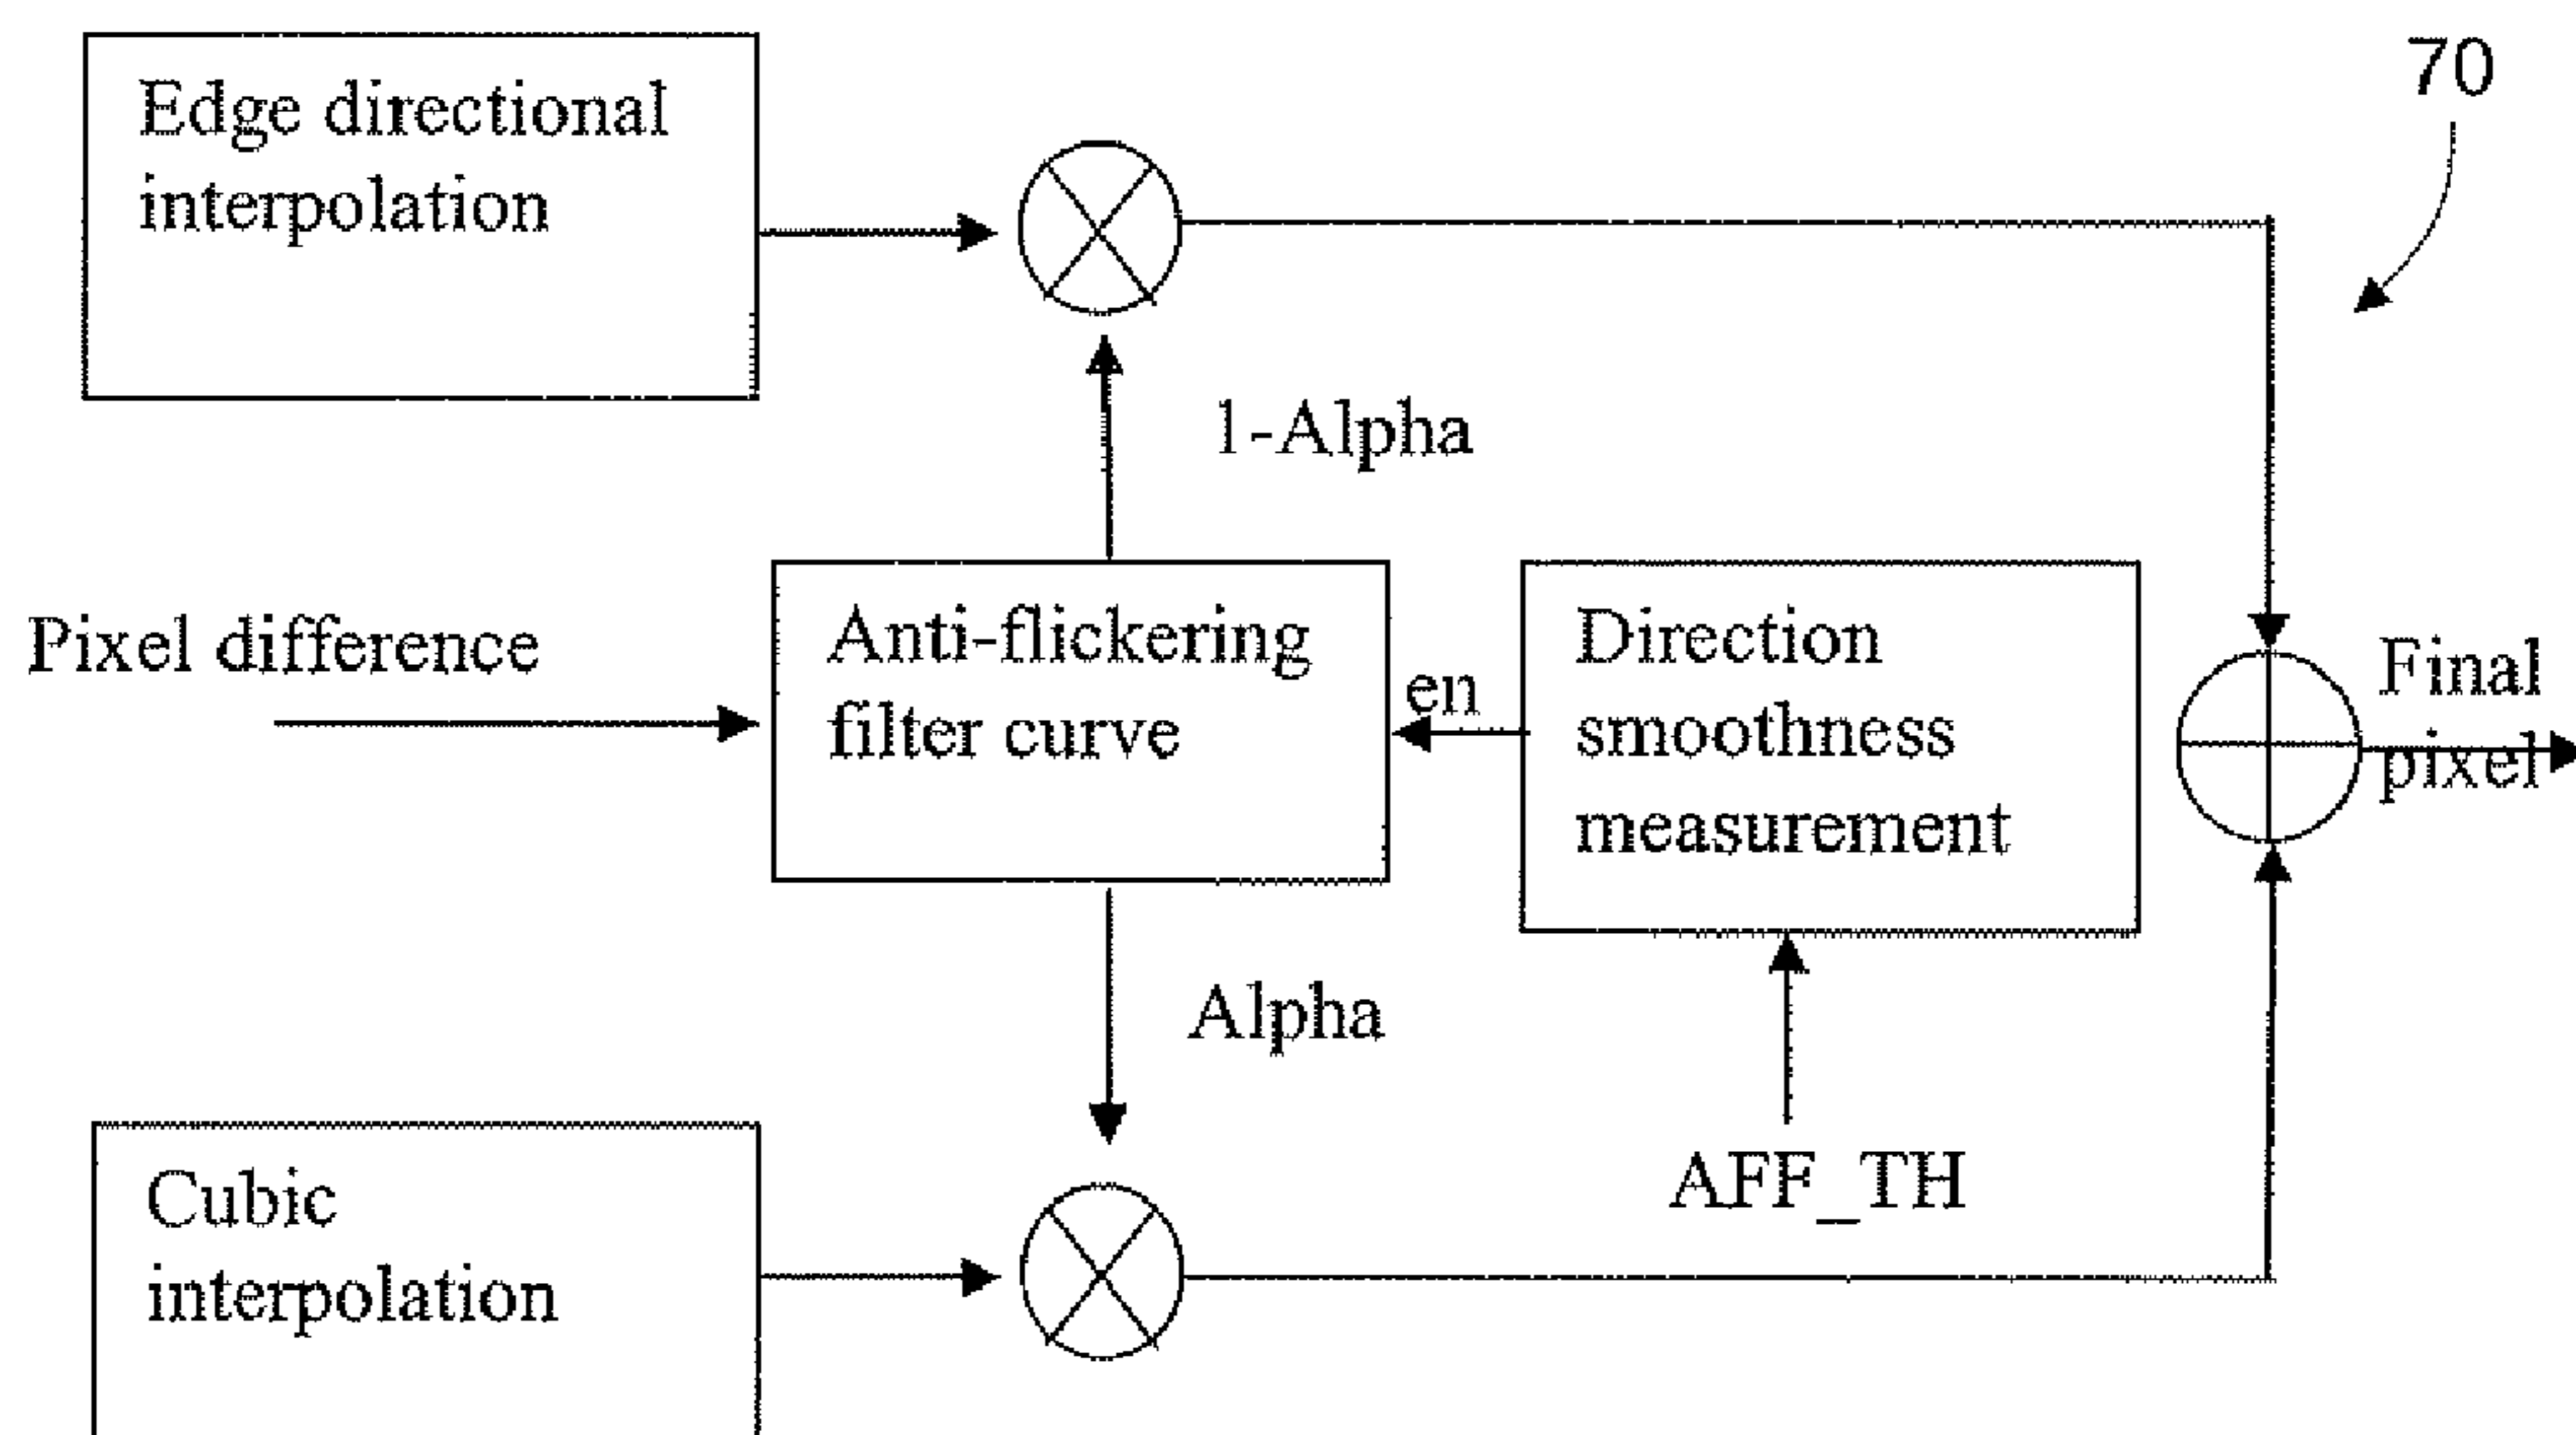 70
Edge directional
interpolation
1-Alpha
Pixel difference
Anti-flickering
filter curve
en
Direction
smoothness
measurement
Final
pixel
Alpha
AFF_TH
Cubic
interpolation